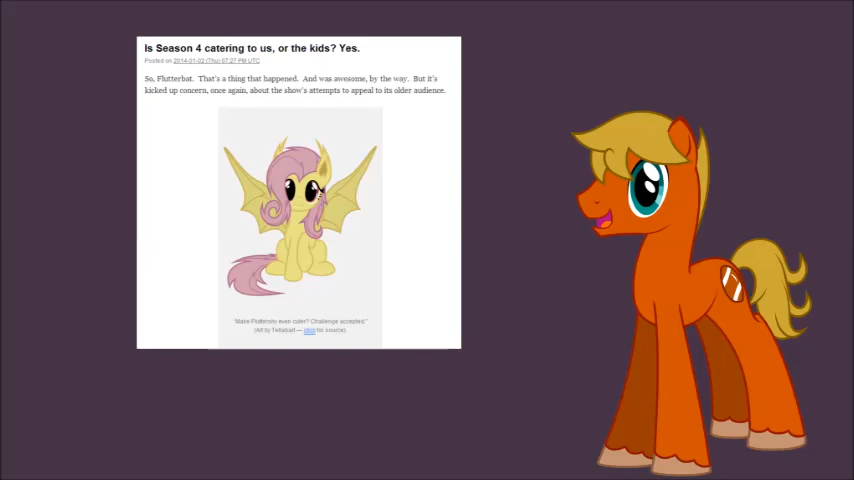 Is Season 4 catering to us, or the kids? Yes.
Posted on 2014-01-02 (Thu) 07:27 PM UTC
So, Flutterbat. That's a thing that happened. And was awesome, by the way. But it's
kicked up concern, once again, about the show's attempts to appeal to its older audience.
"Make Fluttershy even cuter? Challenge accepted."
(Art by — click for source)